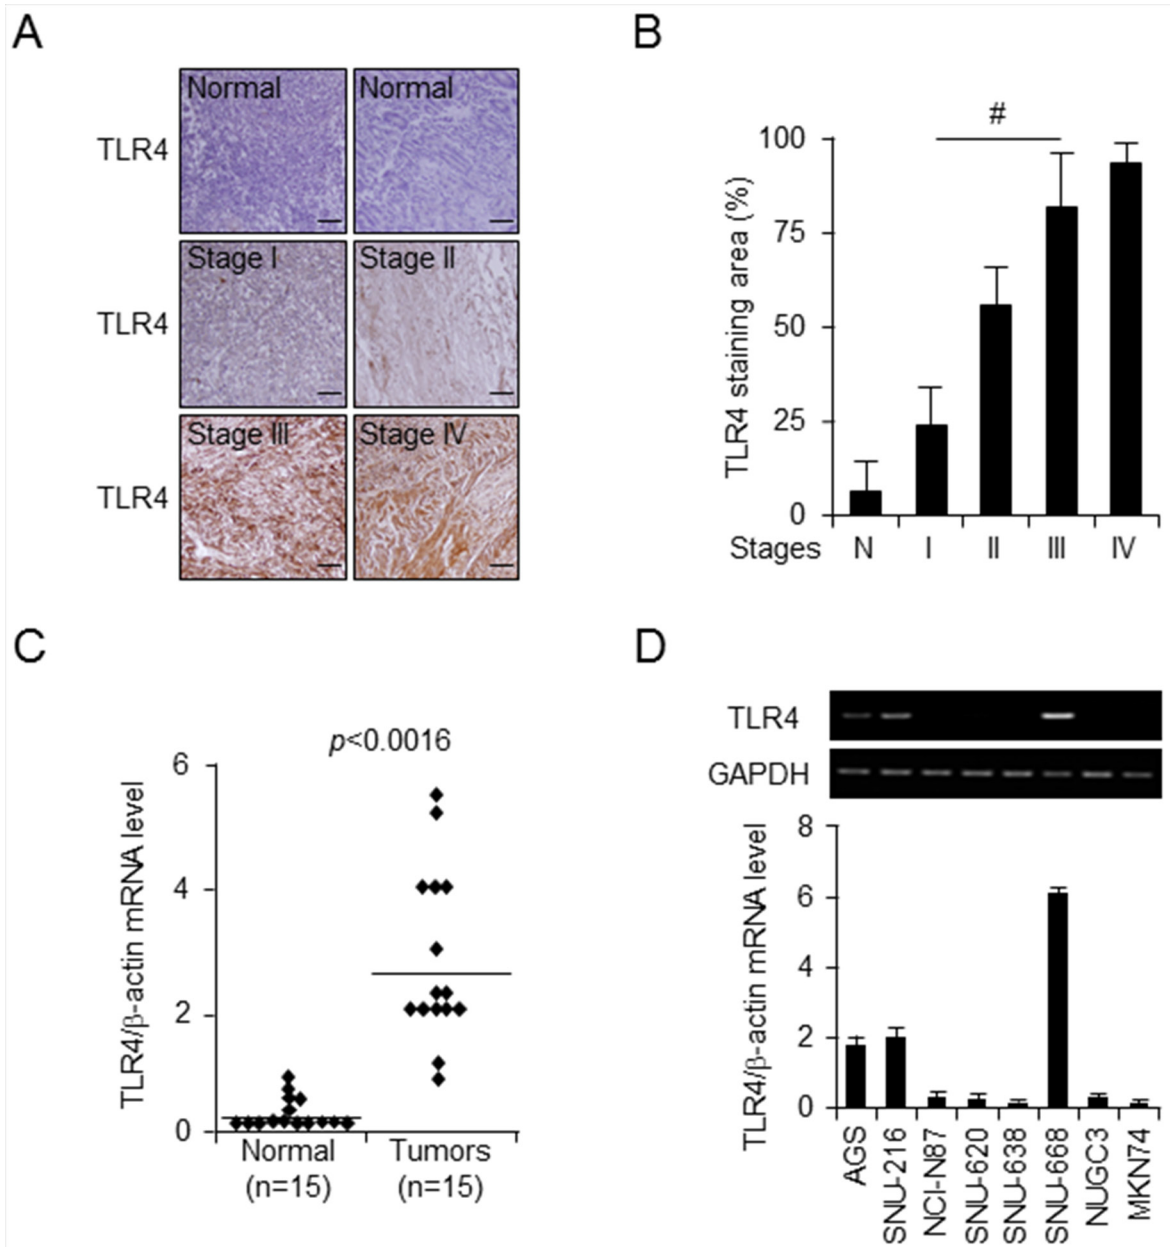 A
Normal
Normal
TLR4
Stage I
Stage II
TLR4
Stage III
Stage IV
TLR4
B
#
TLR4 staining area (%)
100
75
50
25
0
Stages N I II III IV
C
p<0.0016
TLR4/β-actin mRNA level
6
4
2
0
Normal
(n=15)
Tumors
(n=15)
D
TLR4
GAPDH
TLR4/β-actin mRNA level
8
6
4
2
0
AGS
SNU-216
NCI-N87
SNU-620
SNU-638
SNU-668
NUGC3
MKN74